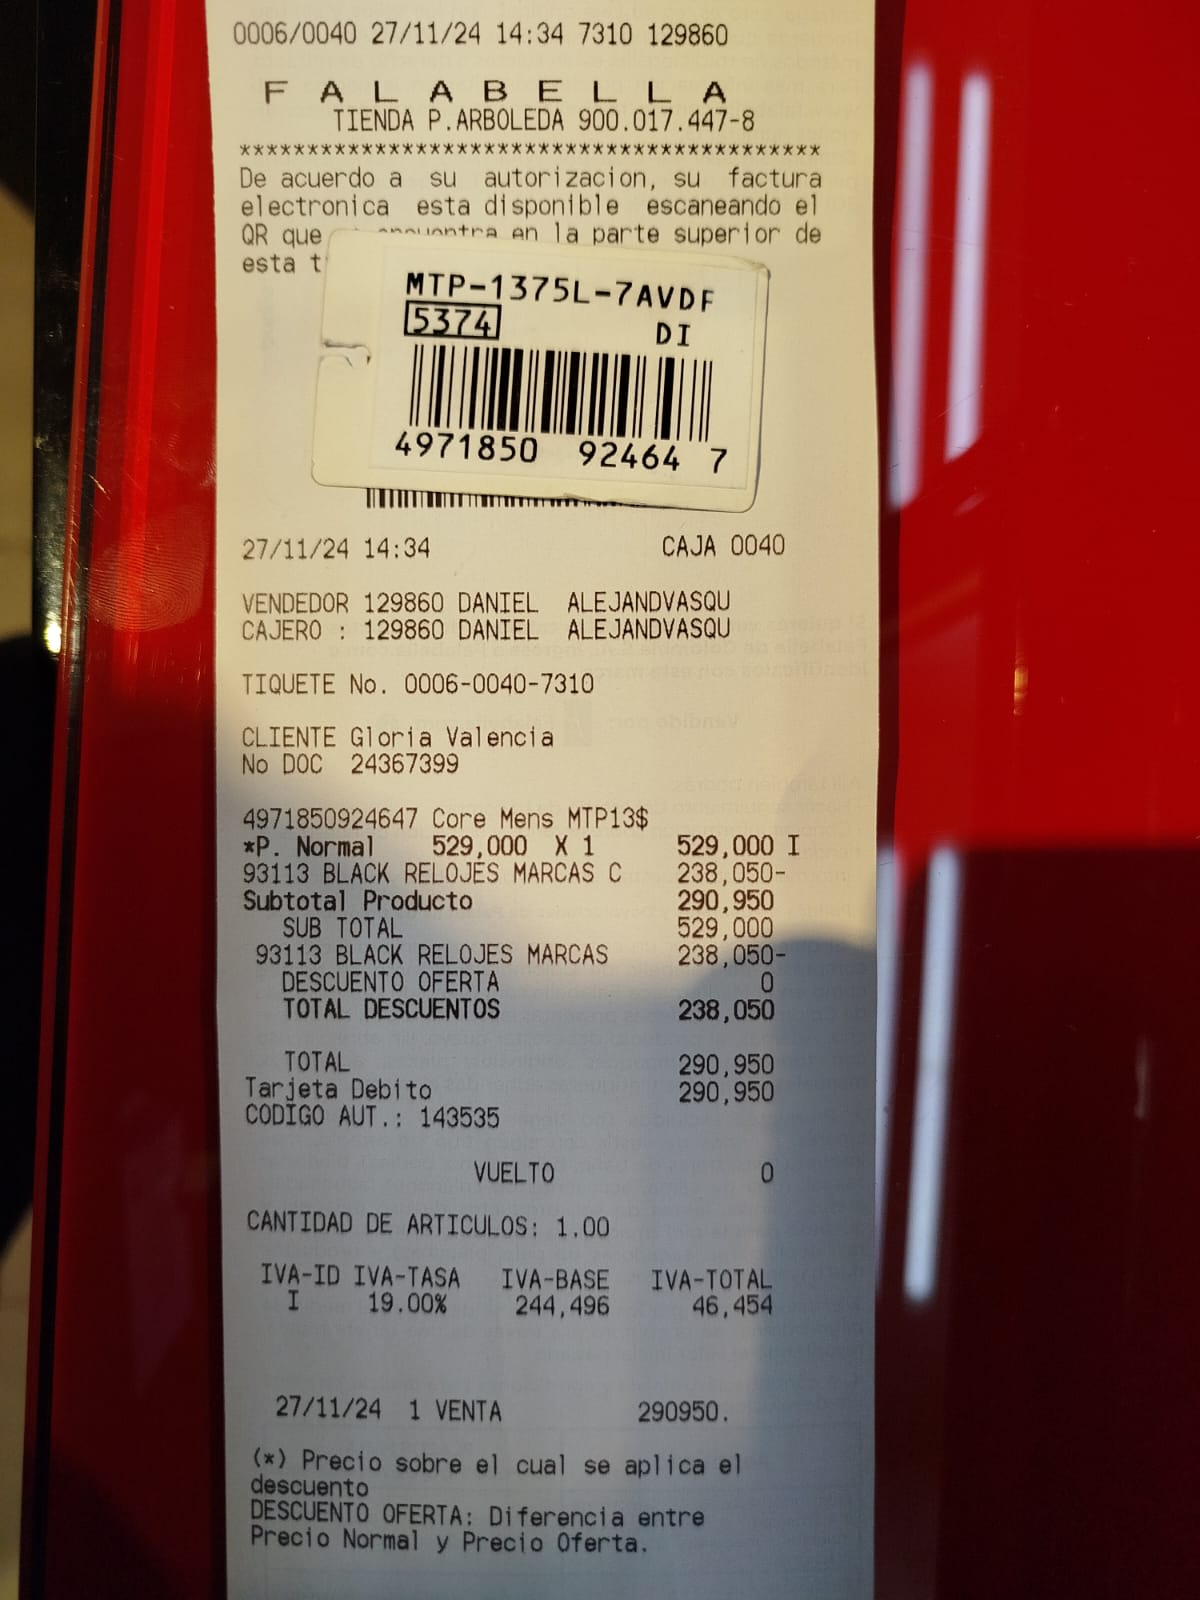 0006/0040 27/11/24 14:34 7310 129860
F A L A B E L L A
TIENDA P.ARBOLEDA 900.017.447-8
*******************************************
De acuerdo a su autorizacion, su factura
electronica esta disponible escaneando el
QR que encuentra en la parte superior de
esta
MTP-1375L-7AVDF
5374 DI
4971850 92464 7
27/11/24 14:34 CAJA 0040
VENDEDOR 129860 DANIEL ALEJANDVASQU
CAJERO : 129860 DANIEL ALEJANDVASQU
TIQUETE No. 0006-0040-7310
CLIENTE Gloria Valencia
No DOC 24367399
4971850924647 Core Mens MTP13$
*P. Normal 529,000 X 1 529,000 I
93113 BLACK RELOJES MARCAS C 238,050-
Subtotal Producto 290,950
SUB TOTAL 529,000
93113 BLACK RELOJES MARCAS 238,050-
DESCUENTO OFERTA 0
TOTAL DESCUENTOS 238,050
TOTAL 290,950
Tarjeta Debito 290,950
CODIGO AUT.: 143535
VUELTO 0
CANTIDAD DE ARTICULOS: 1.00
IVA-ID IVA-TASA IVA-BASE IVA-TOTAL
I 19.00% 244,496 46,454
27/11/24 1 VENTA 290950.
(*) Precio sobre el cual se aplica el
descuento
DESCUENTO OFERTA: Diferencia entre
Precio Normal y Precio Oferta.